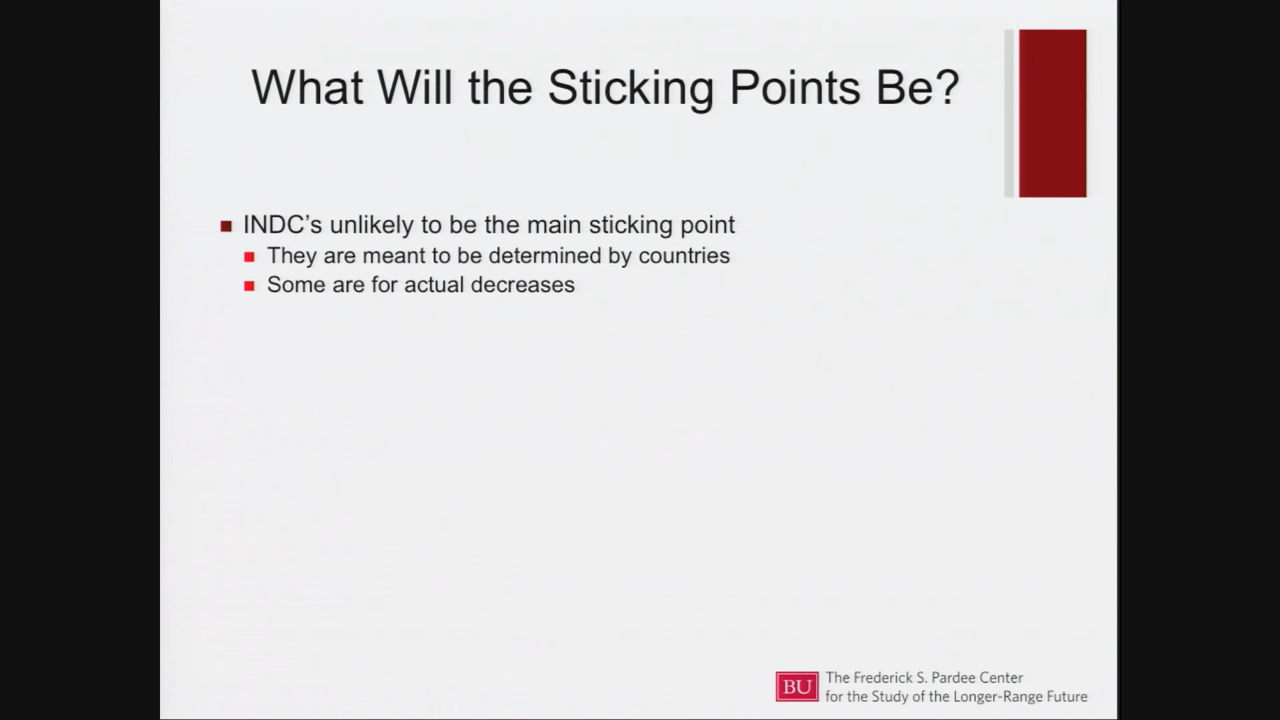 What Will the Sticking Points Be?
INDC’s unlikely to be the main sticking point
They are meant to be determined by countries
Some are for actual decreases
BU
The Frederick S. Pardee Center
for the Study of the Longer-Range Future